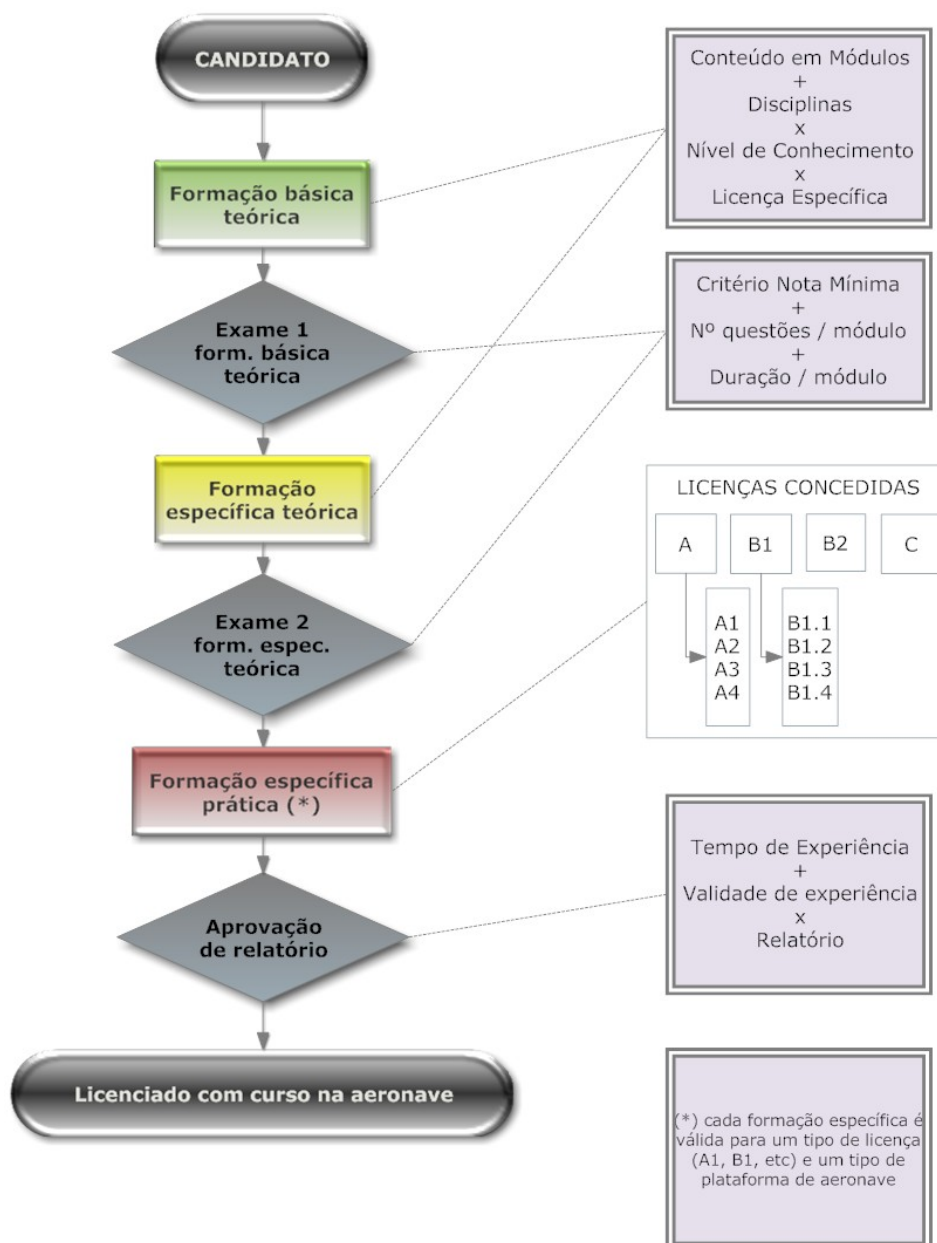 CANDIDATO
Formação básica
teórica
Exame 1
form. básica
teórica
Formação
específica teórica
Exame 2
form. espec.
teórica
Formação específica
prática (*)
Aprovação
de relatório
Licenciado com curso na aeronave
Conteúdo em Módulos
+
Disciplinas
x
Nível de Conhecimento
x
Licença Específica
Critério Nota Mínima
+
Nº questões / módulo
+
Duração / módulo
LICENÇAS CONCEDIDAS
A B1 B2 C
A1 B1.1
A2 B1.2
A3 B1.3
A4 B1.4
Tempo de Experiência
+
Validade de experiência
x
Relatório
(*) cada formação específica é
válida para um tipo de licença
(A1, B1, etc) e um tipo de
plataforma de aeronave